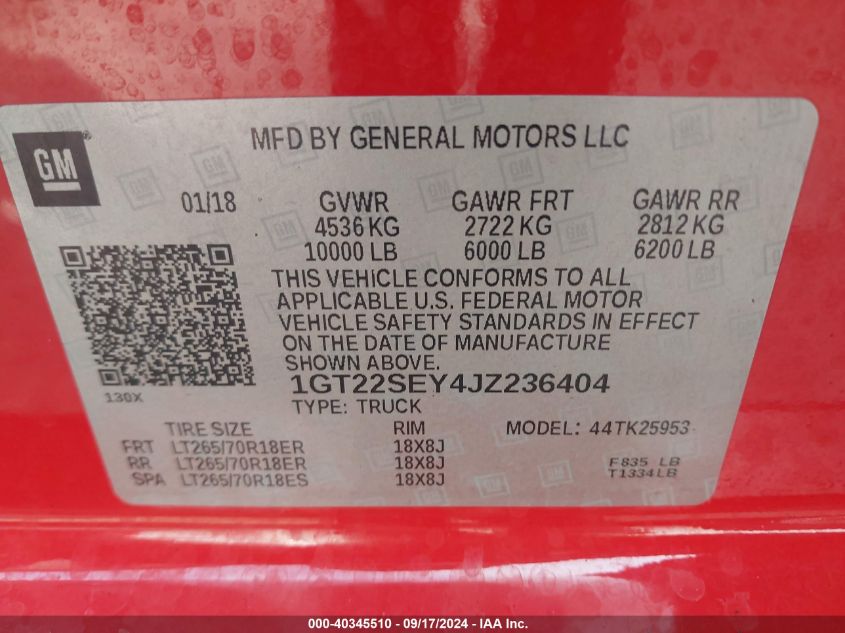 GM
MFD BY GENERAL MOTORS LLC
01/18 GVWR GAWR FRT GAWR RR
4536 KG 2722 KG 2812 KG
10000 LB 6000 LB 6200 LB
THIS VEHICLE CONFORMS TO ALL
APPLICABLE U.S. FEDERAL MOTOR
VEHICLE SAFETY STANDARDS IN EFFECT
ON THE DATE OF MANUFACTURE
SHOWN ABOVE.
1GT22SEY4JZ236404
130X
TYPE: TRUCK
TIRE SIZE RIM MODEL: 44TK25953
FRT LT265/70R18ER 18X8J
RR LT265/70R18ER 18X8J F835 LB
SPA LT265/70R18ES 18X8J T1334LB
000-40345510 - 09/17/2024 - IAA Inc.